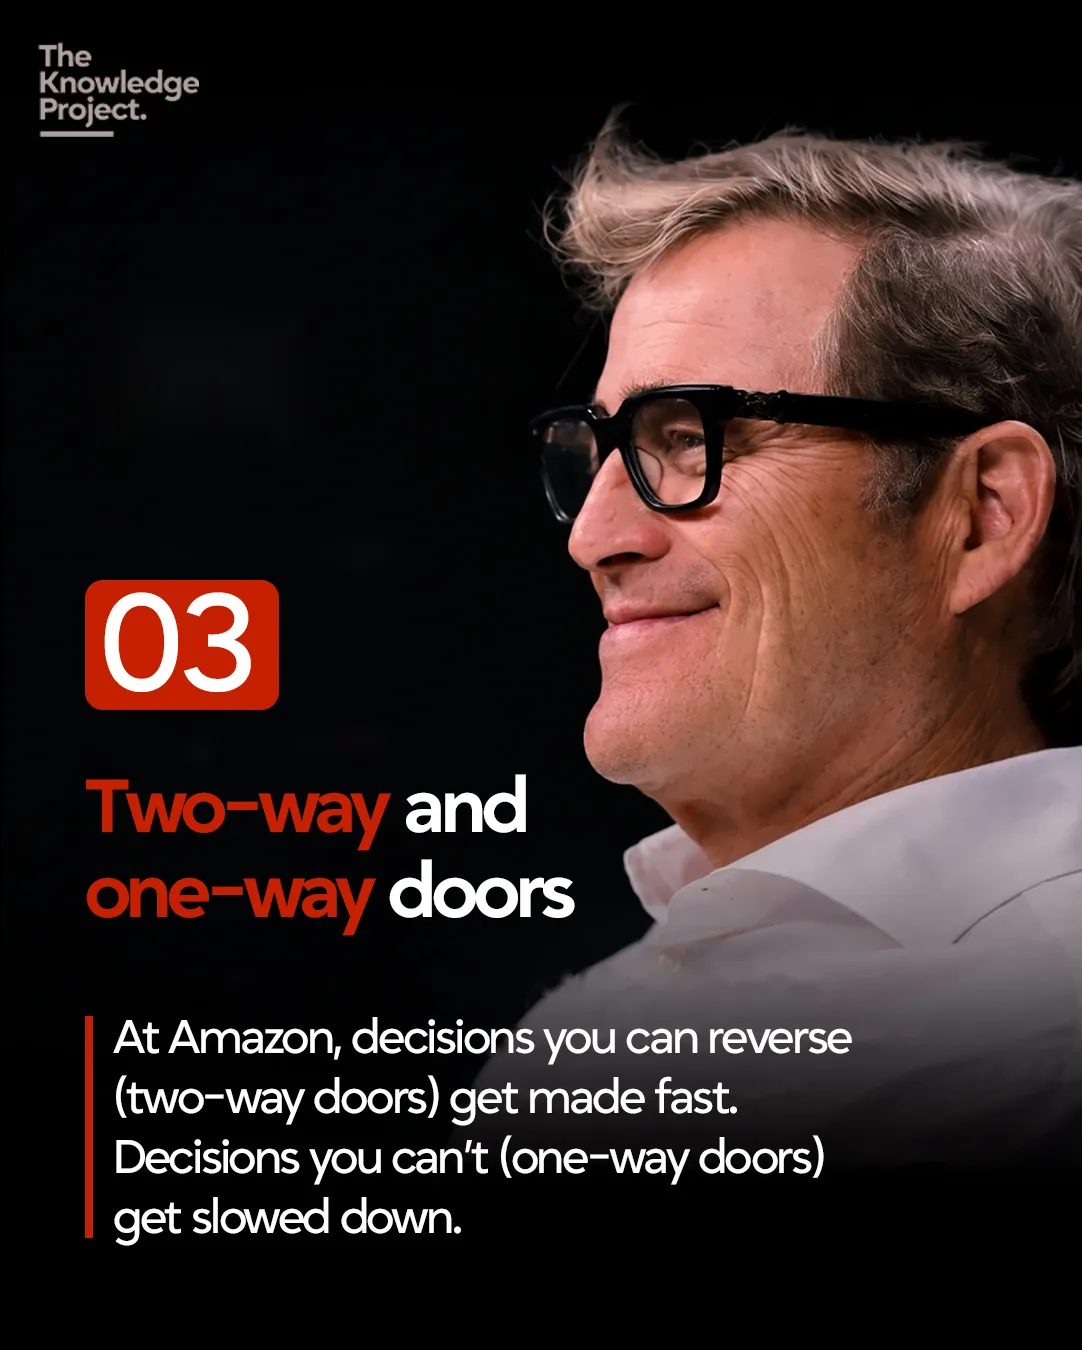 The
Knowledge
Project.
03
Two-way and
one-way doors
At Amazon, decisions you can reverse
(two-way doors) get made fast.
Decisions you can't (one-way doors)
get slowed down.